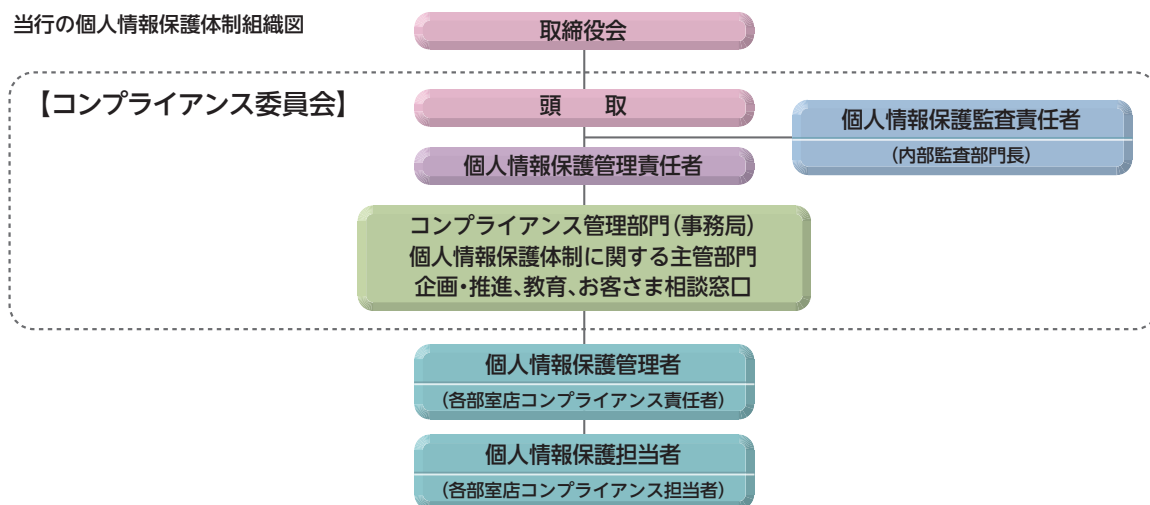 当行の個人情報保護体制組織図
取締役会
【コンプライアンス委員会】
頭　　取
個人情報保護監査責任者
(内部監査部門長)
個人情報保護管理責任者
コンプライアンス管理部門(事務局)
個人情報保護体制に関する主管部門
企画・推進、教育、お客さま相談窓口
個人情報保護管理者
(各部室店コンプライアンス責任者)
個人情報保護担当者
(各部室店コンプライアンス担当者)